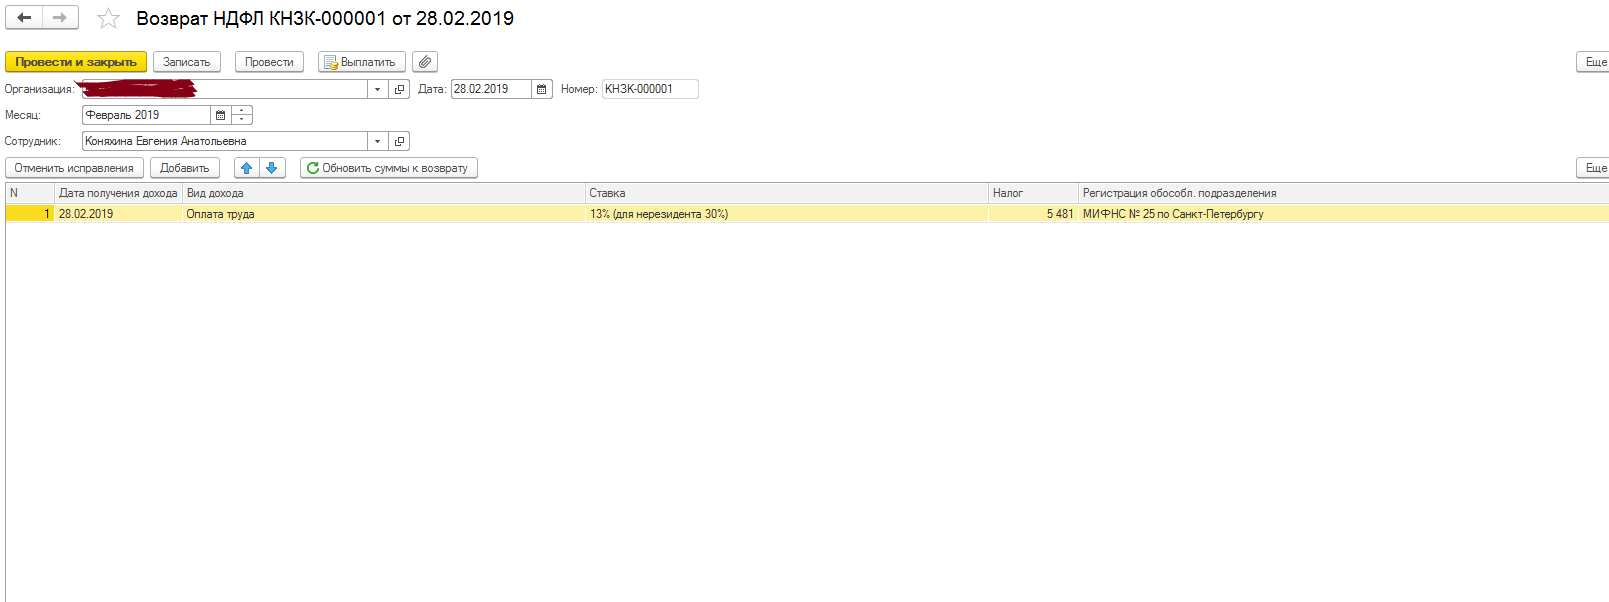 Возврат НДФЛ КНЗК-000001 от 28.02.2019
Провести и закрыть Записать Провести Выплатить Еще
Организация: Дата: 28.02.2019 Номер: КНЗК-000001
Месяц: Февраль 2019
Сотрудник: Коняхина Евгения Анатольевна
Отменить исправления Добавить Обновить суммы к возврату Еще
N Дата получения дохода Вид дохода Ставка Налог Регистрация обособл. подразделения
1 28.02.2019 Оплата труда 13% (для нерезидента 30%) 5 481 МИФНС № 25 по Санкт-Петербургу